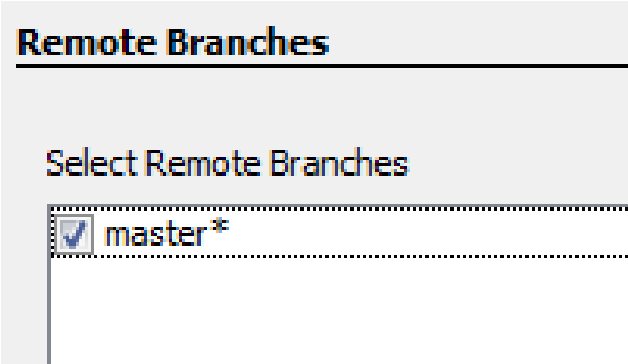 Remote Branches
Select Remote Branches
master*